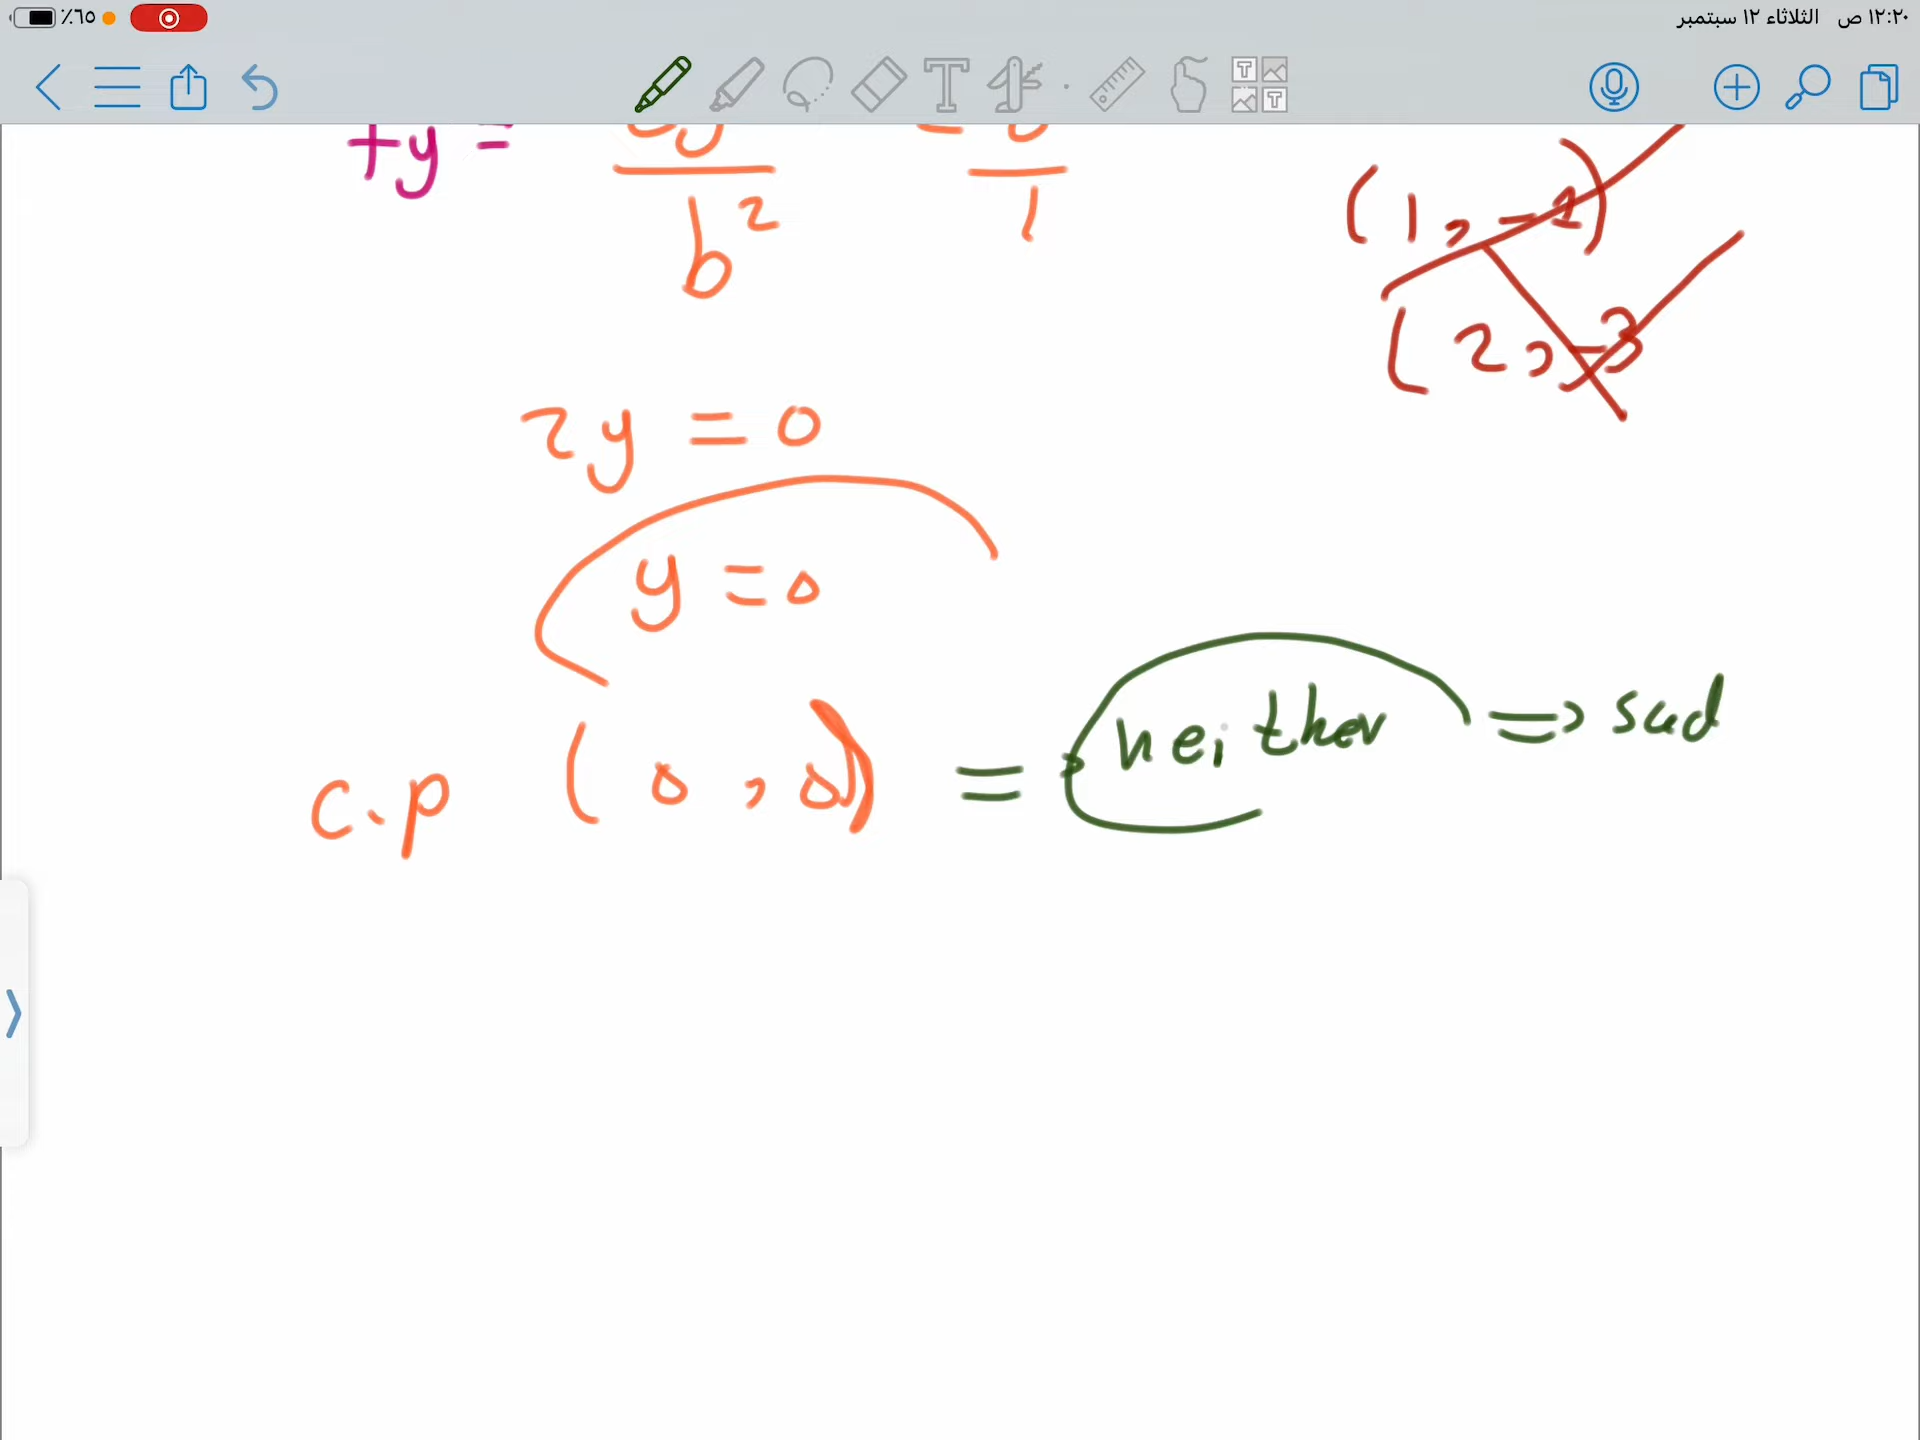 ٪٦٥
١٢:٢٠ ص الثلاثاء ١٢ سبتمبر
+y =
b²
1
(1, -1)
(2, -3
2y = 0
y = 0
c.p (0, 0) = neither => sad